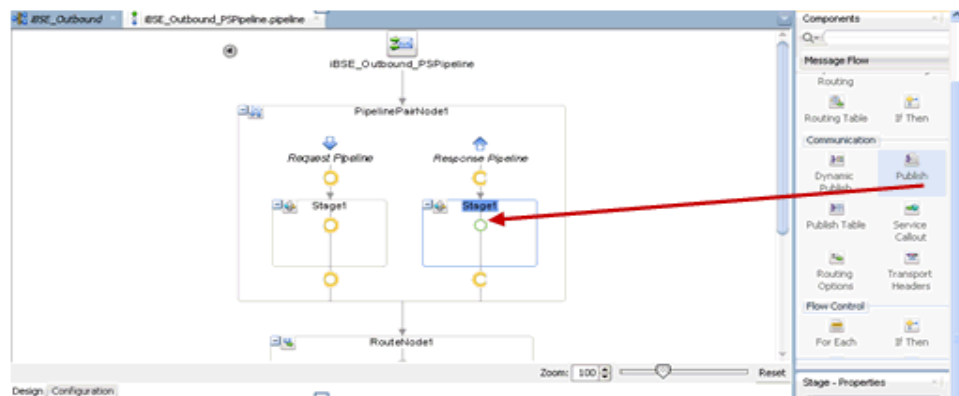 iBSE_Outbound
iBSE_Outbound_PSPipeline.pipeline
Components
Message Flow
iBSE_Outbound_PSPipeline
Routing
Routing Table
If Then
PipelinePairNode1
Communication
Request Pipeline
Response Pipeline
Dynamic
Publish
Publish
Stage1
Stage1
Publish Table
Service
Callout
Routing
Options
Transport
Headers
Flow Control
RouteNode1
For Each
If Then
Zoom: 100
Reset
Stage - Properties
Design
Configuration